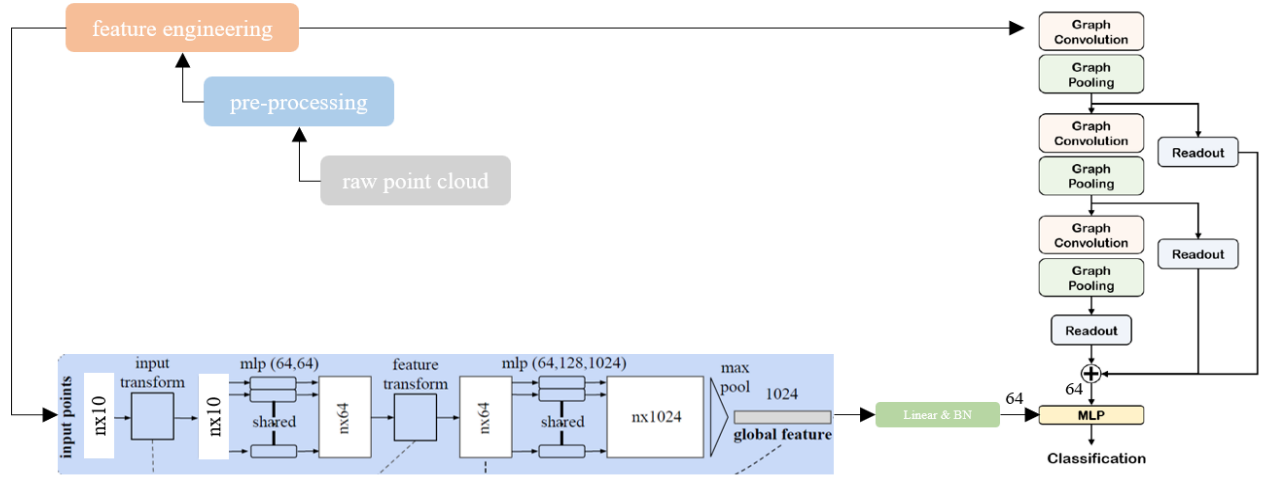 feature engineering
pre-processing
raw point cloud
Graph
Convolution
Graph
Pooling
Graph
Convolution
Readout
Graph
Pooling
Graph
Convolution
Readout
Graph
Pooling
Readout
input points
nx10
input
transform
nx10
mlp (64,64)
shared
nx64
feature
transform
nx64
mlp (64,128,1024)
shared
nx1024
max
pool
1024
global feature
Linear & BN
64
64
MLP
Classification